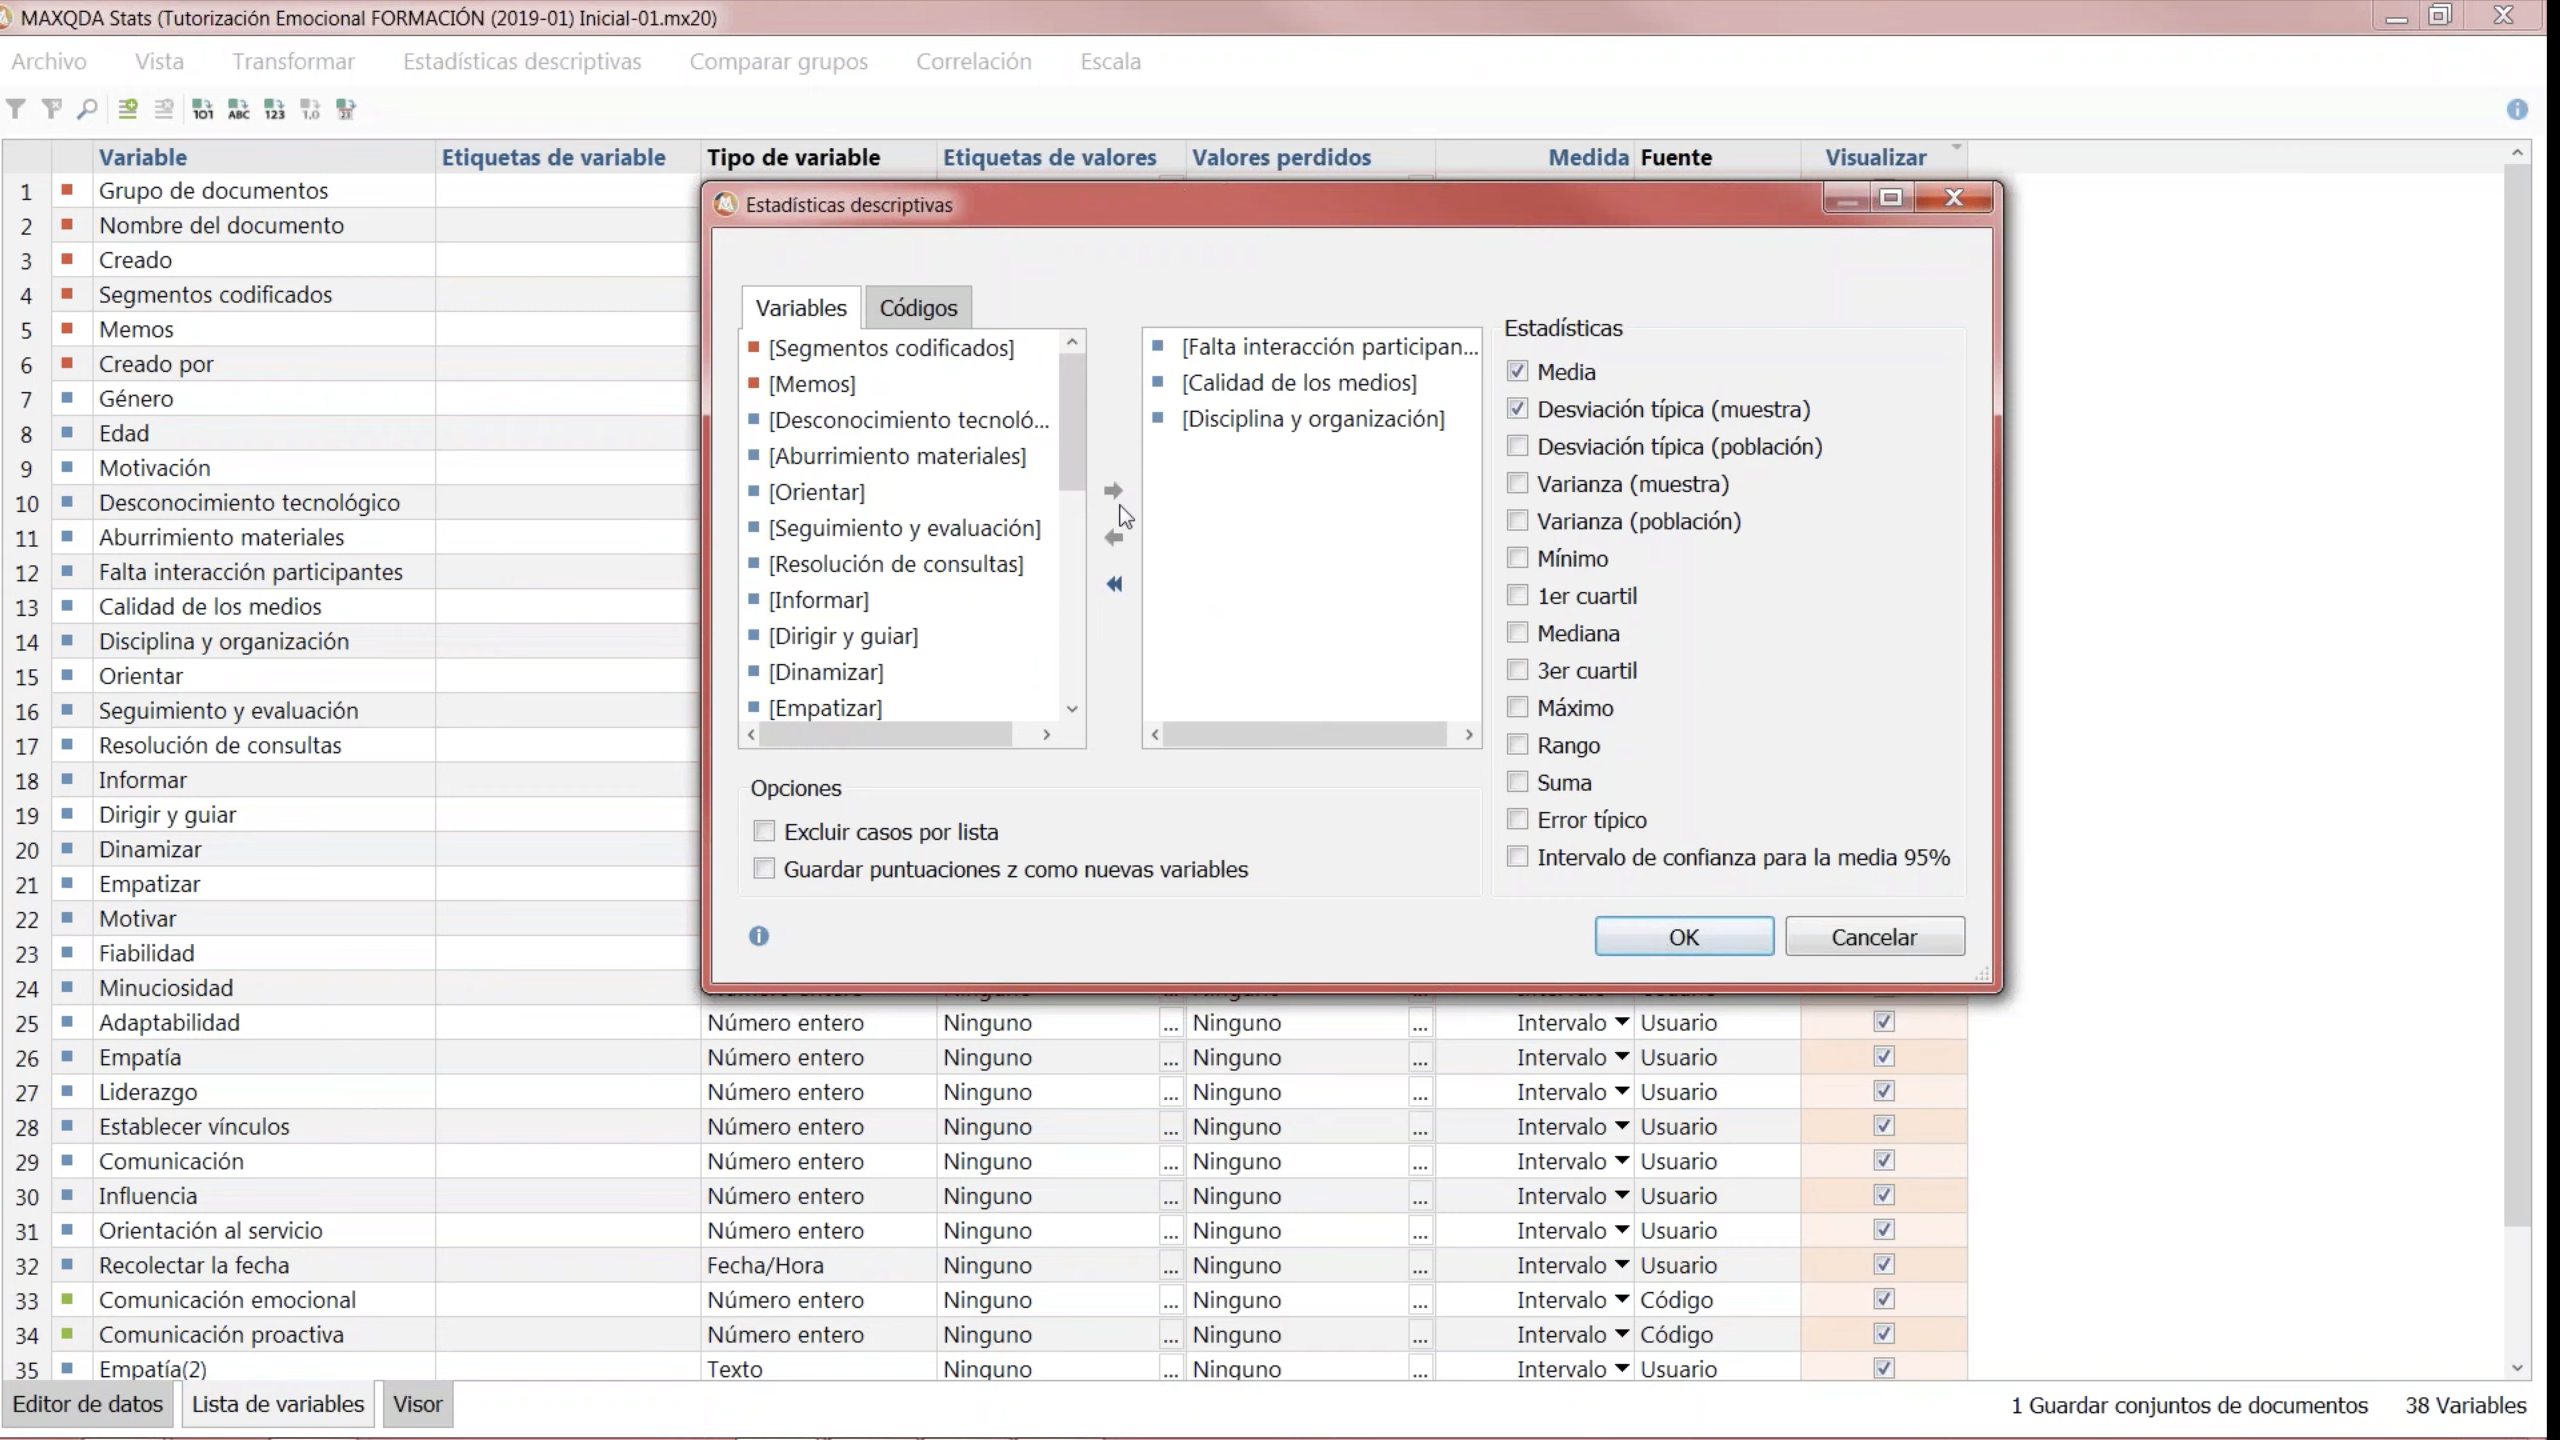 MAXQDA Stats (Tutorización Emocional FORMACIÓN (2019-01) Inicial-01.mx20)
Archivo Vista Transformar Estadísticas descriptivas Comparar grupos Correlación Escala
101 ABC 123 1,0 23
Variable Etiquetas de variable Tipo de variable Etiquetas de valores Valores perdidos Medida Fuente Visualizar
1 Grupo de documentos
2 Nombre del documento
3 Creado
4 Segmentos codificados
5 Memos
6 Creado por
7 Género
8 Edad
9 Motivación
10 Desconocimiento tecnológico
11 Aburrimiento materiales
12 Falta interacción participantes
13 Calidad de los medios
14 Disciplina y organización
15 Orientar
16 Seguimiento y evaluación
17 Resolución de consultas
18 Informar
19 Dirigir y guiar
20 Dinamizar
21 Empatizar
22 Motivar
23 Fiabilidad
24 Minuciosidad
25 Adaptabilidad Número entero Ninguno ... Ninguno ... Intervalo Usuario
26 Empatía Número entero Ninguno ... Ninguno ... Intervalo Usuario
27 Liderazgo Número entero Ninguno ... Ninguno ... Intervalo Usuario
28 Establecer vínculos Número entero Ninguno ... Ninguno ... Intervalo Usuario
29 Comunicación Número entero Ninguno ... Ninguno ... Intervalo Usuario
30 Influencia Número entero Ninguno ... Ninguno ... Intervalo Usuario
31 Orientación al servicio Número entero Ninguno ... Ninguno ... Intervalo Usuario
32 Recolectar la fecha Fecha/Hora Ninguno ... Ninguno ... Intervalo Usuario
33 Comunicación emocional Número entero Ninguno ... Ninguno ... Intervalo Código
34 Comunicación proactiva Número entero Ninguno ... Ninguno ... Intervalo Código
35 Empatía(2) Texto Ninguno ... Ninguno ... Intervalo Usuario
Estadísticas descriptivas
Variables Códigos
[Segmentos codificados]
[Memos]
[Desconocimiento tecnoló...
[Aburrimiento materiales]
[Orientar]
[Seguimiento y evaluación]
[Resolución de consultas]
[Informar]
[Dirigir y guiar]
[Dinamizar]
[Empatizar]
[Falta interacción participan...
[Calidad de los medios]
[Disciplina y organización]
Estadísticas
Media
Desviación típica (muestra)
Desviación típica (población)
Varianza (muestra)
Varianza (población)
Mínimo
1er cuartil
Mediana
3er cuartil
Máximo
Rango
Suma
Error típico
Intervalo de confianza para la media 95%
Opciones
Excluir casos por lista
Guardar puntuaciones z como nuevas variables
OK Cancelar
Editor de datos Lista de variables Visor 1 Guardar conjuntos de documentos 38 Variables